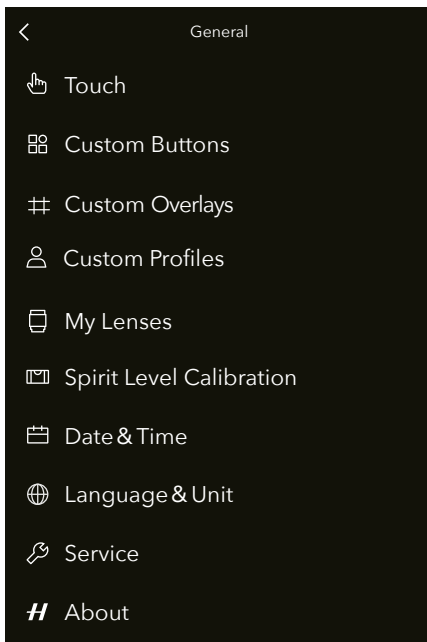 General
Touch
Custom Buttons
Custom Overlays
Custom Profiles
My Lenses
Spirit Level Calibration
Date & Time
Language & Unit
Service
H About